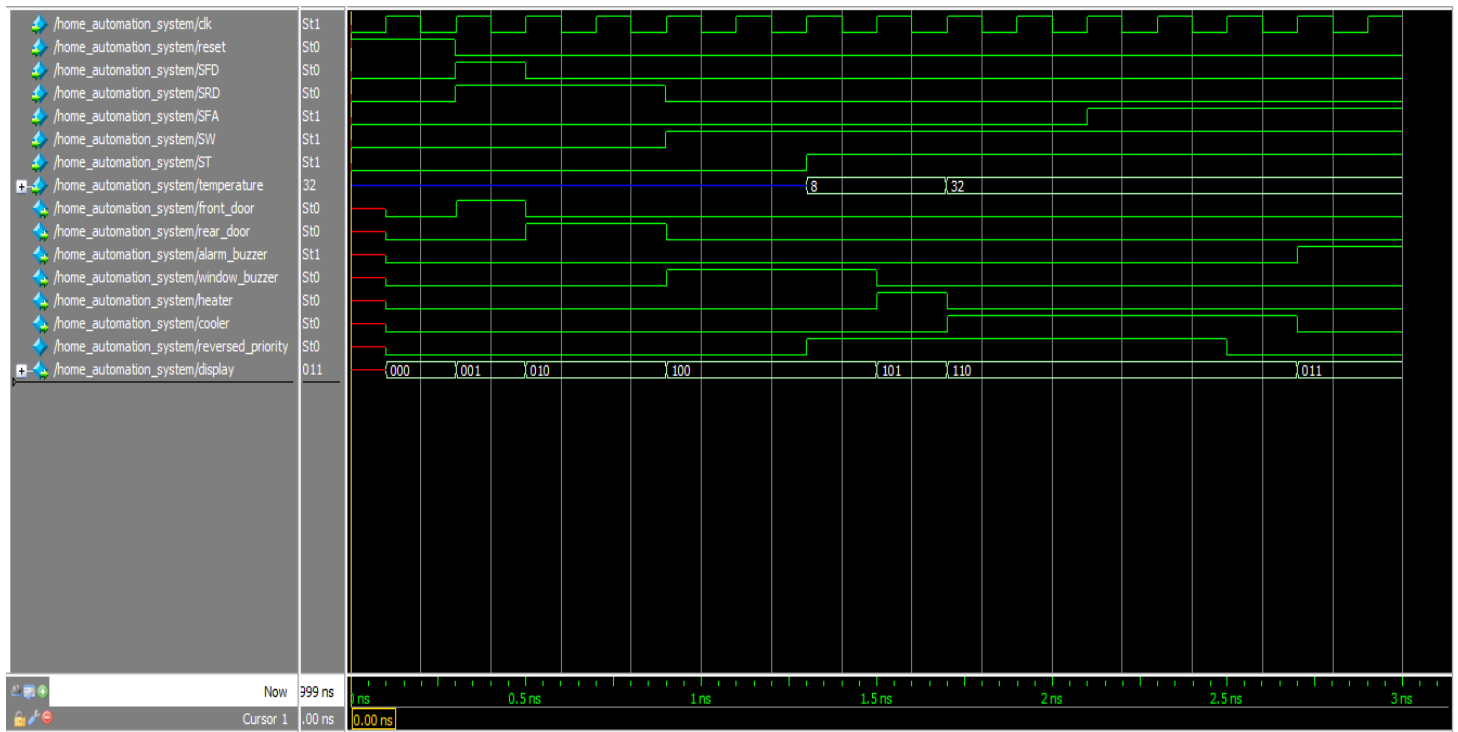 /home_automation_system/clk St1
/home_automation_system/reset St0
/home_automation_system/SFD St0
/home_automation_system/SRD St0
/home_automation_system/SFA St1
/home_automation_system/SW St1
/home_automation_system/ST St1
/home_automation_system/temperature 32 8 32
/home_automation_system/front_door St0
/home_automation_system/rear_door St0
/home_automation_system/alarm_buzzer St1
/home_automation_system/window_buzzer St0
/home_automation_system/heater St0
/home_automation_system/cooler St0
/home_automation_system/reversed_priority St0
/home_automation_system/display 011 000 001 010 100 101 110 011
Now 999 ns ns 0.5 ns 1 ns 1.5 ns 2 ns 2.5 ns 3 ns
Cursor 1 .00 ns 0.00 ns